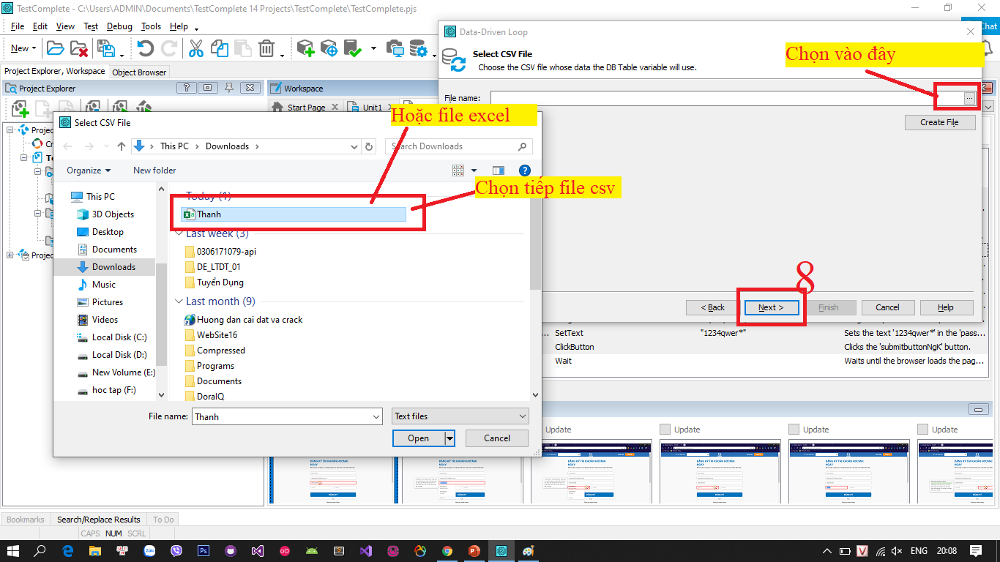 TestComplete - C:\Users\ADMIN\Documents\TestComplete 14 Projects\TestComplete\TestComplete.pjs
File Edit View Test Debug Tools Help
Chat
New
Data-Driven Loop
Select CSV File
Choose the CSV file whose data the DB Table variable will use.
Chọn vào đây
Project Explorer, Workspace Object Browser
Project Explorer
Workspace
Start Page Unit1
File name: ...
Create File
Hoặc file excel
Select CSV File
This PC > Downloads >
Search Downloads
Organize New folder
Chọn tiếp file csv
This PC
3D Objects
Desktop
Documents
Downloads
Music
Pictures
Videos
Local Disk (C:)
Local Disk (D:)
New Volume (E:)
hoc tap (F:)
Today (1)
Thanh
Last week (3)
0306171079-api
DE_LTDT_01
Tuyển Dụng
Last month (9)
Huong dan cai dat va crack
WebSite16
Compressed
Programs
Documents
DoraIQ
File name: Thanh
Text files
Open Cancel
8
< Back Next > Finish Cancel Help
SetText "1234qwer*" Sets the text '1234qwer*' in the 'pass...
ClickButton Clicks the 'submitbuttonNgK' button.
Wait Waits until the browser loads the pag...
Update Update Update Update
Bookmarks Search/Replace Results To Do
CAPS NUM SCRL
ENG 20:08